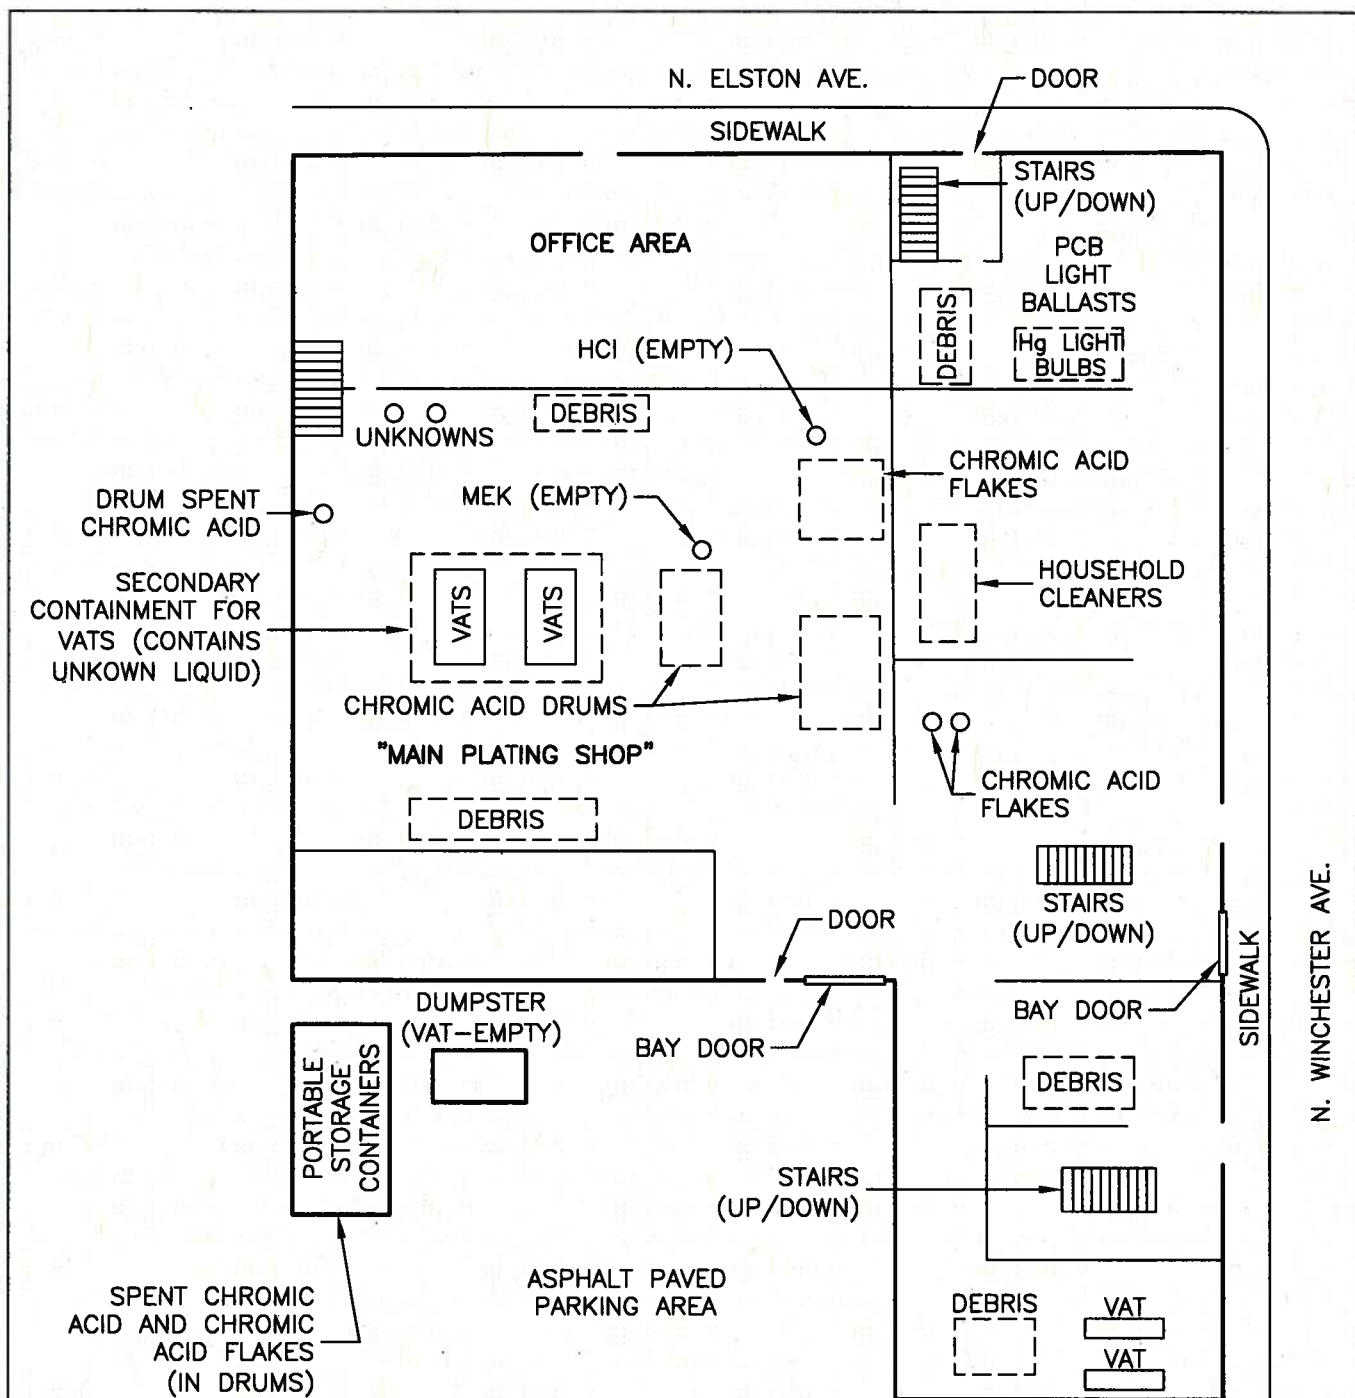 N. ELSTON AVE.
DOOR
SIDEWALK
STAIRS
(UP/DOWN)
OFFICE AREA
PCB
LIGHT
BALLASTS
DEBRIS
Hg LIGHT
BULBS
HCl (EMPTY)
DEBRIS
UNKNOWNS
CHROMIC ACID
FLAKES
DRUM SPENT
CHROMIC ACID
MEK (EMPTY)
SECONDARY
CONTAINMENT FOR
VATS (CONTAINS
UNKOWN LIQUID)
VATS
VATS
HOUSEHOLD
CLEANERS
CHROMIC ACID DRUMS
"MAIN PLATING SHOP"
CHROMIC ACID
FLAKES
DEBRIS
STAIRS
(UP/DOWN)
DOOR
BAY DOOR
BAY DOOR
SIDEWALK
N. WINCHESTER AVE.
DUMPSTER
(VAT-EMPTY)
PORTABLE
STORAGE
CONTAINERS
DEBRIS
STAIRS
(UP/DOWN)
SPENT CHROMIC
ACID AND CHROMIC
ACID FLAKES
(IN DRUMS)
ASPHALT PAVED
PARKING AREA
DEBRIS
VAT
VAT